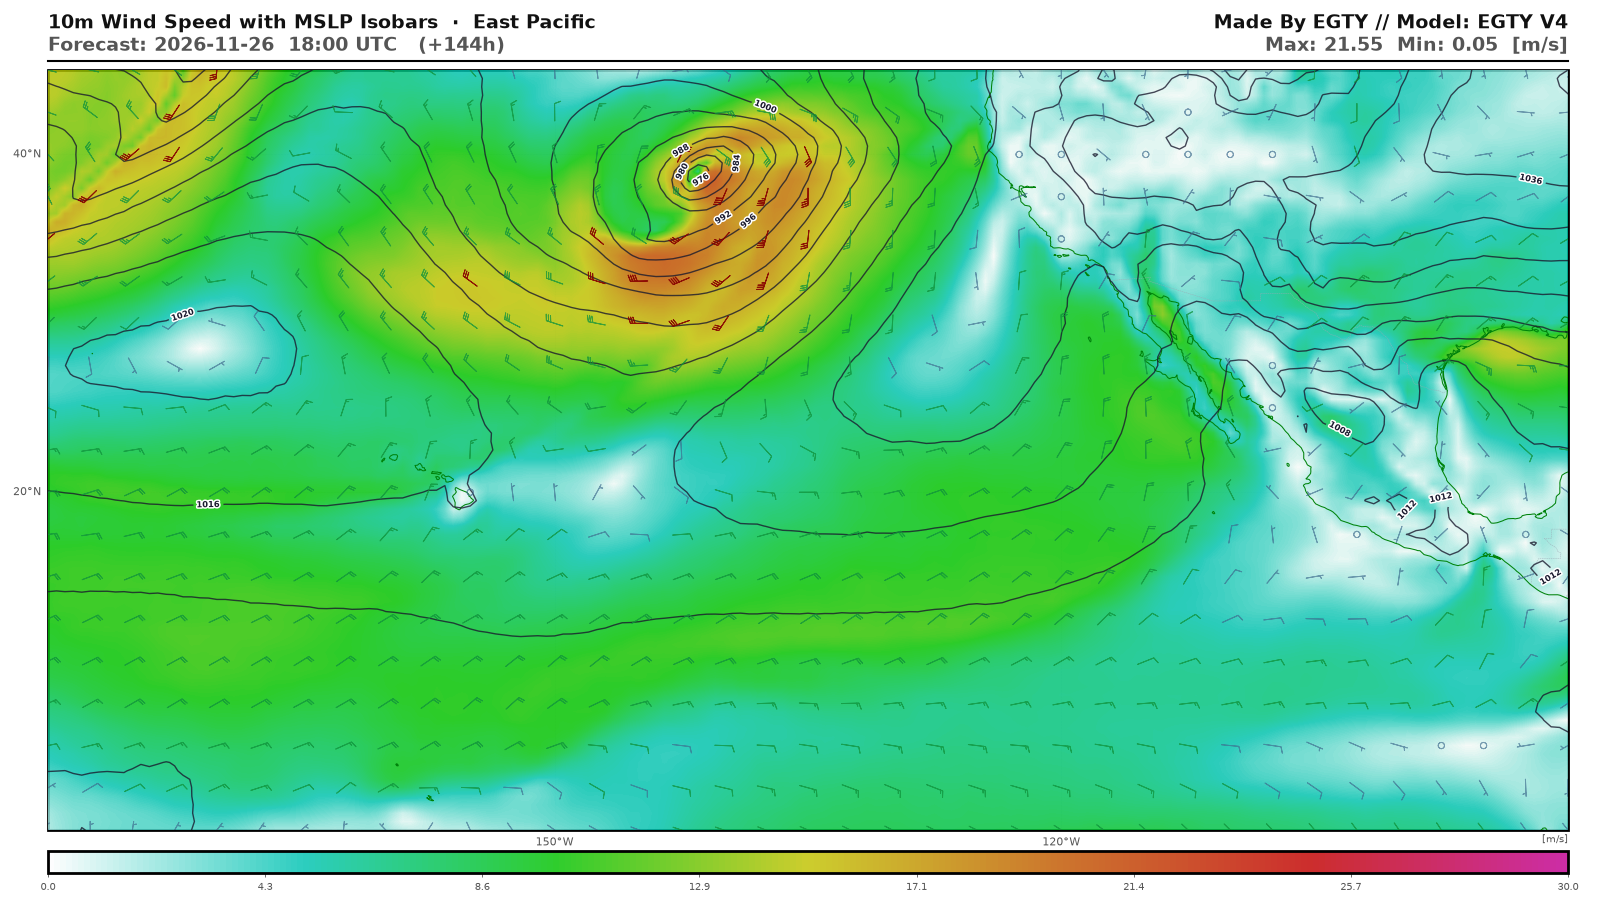 10m Wind Speed with MSLP Isobars · East Pacific
Made By EGTY // Model: EGTY V4
Forecast: 2026-11-26 18:00 UTC (+144h)
Max: 21.55 Min: 0.05 [m/s]
1000
40°N
988
984
980
976
1036
992
996
1020
1008
20°N
1016
1012
1012
1012
150°W
120°W
[m/s]
0.0
4.3
8.6
12.9
17.1
21.4
25.7
30.0